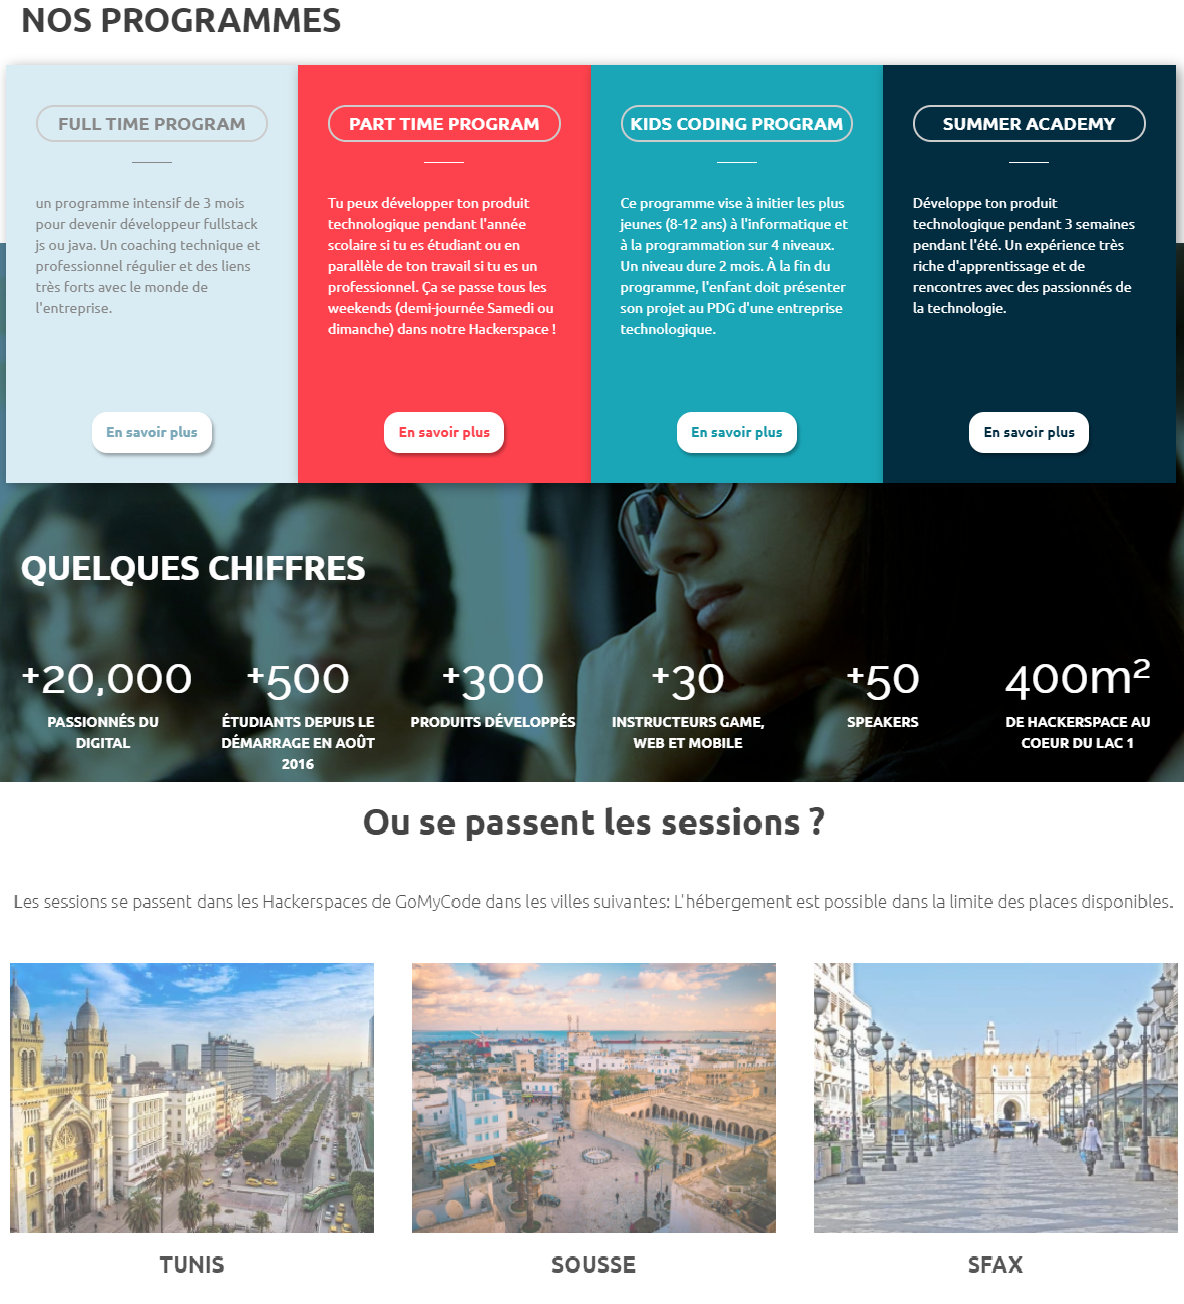 NOS PROGRAMMES
FULL TIME PROGRAM
un programme intensif de 3 mois
pour devenir développeur fullstack
js ou java. Un coaching technique et
professionnel régulier et des liens
très forts avec le monde de
l'entreprise.
En savoir plus
PART TIME PROGRAM
Tu peux développer ton produit
technologique pendant l'année
scolaire si tu es étudiant ou en
parallèle de ton travail si tu es un
professionnel. Ça se passe tous les
weekends (demi-journée Samedi ou
dimanche) dans notre Hackerspace !
En savoir plus
KIDS CODING PROGRAM
Ce programme vise à initier les plus
jeunes (8-12 ans) à l'informatique et
à la programmation sur 4 niveaux.
Un niveau dure 2 mois. À la fin du
programme, l'enfant doit présenter
son projet au PDG d'une entreprise
technologique.
En savoir plus
SUMMER ACADEMY
Développe ton produit
technologique pendant 3 semaines
pendant l'été. Un expérience très
riche d'apprentissage et de
rencontres avec des passionnés de
la technologie.
En savoir plus
QUELQUES CHIFFRES
+20,000
PASSIONNÉS DU
DIGITAL
+500
ÉTUDIANTS DEPUIS LE
DÉMARRAGE EN AOÛT
2016
+300
PRODUITS DÉVELOPPÉS
+30
INSTRUCTEURS GAME,
WEB ET MOBILE
+50
SPEAKERS
400m²
DE HACKERSPACE AU
COEUR DU LAC 1
Ou se passent les sessions ?
Les sessions se passent dans les Hackerspaces de GoMyCode dans les villes suivantes: L'hébergement est possible dans la limite des places disponibles.
TUNIS
SOUSSE
SFAX